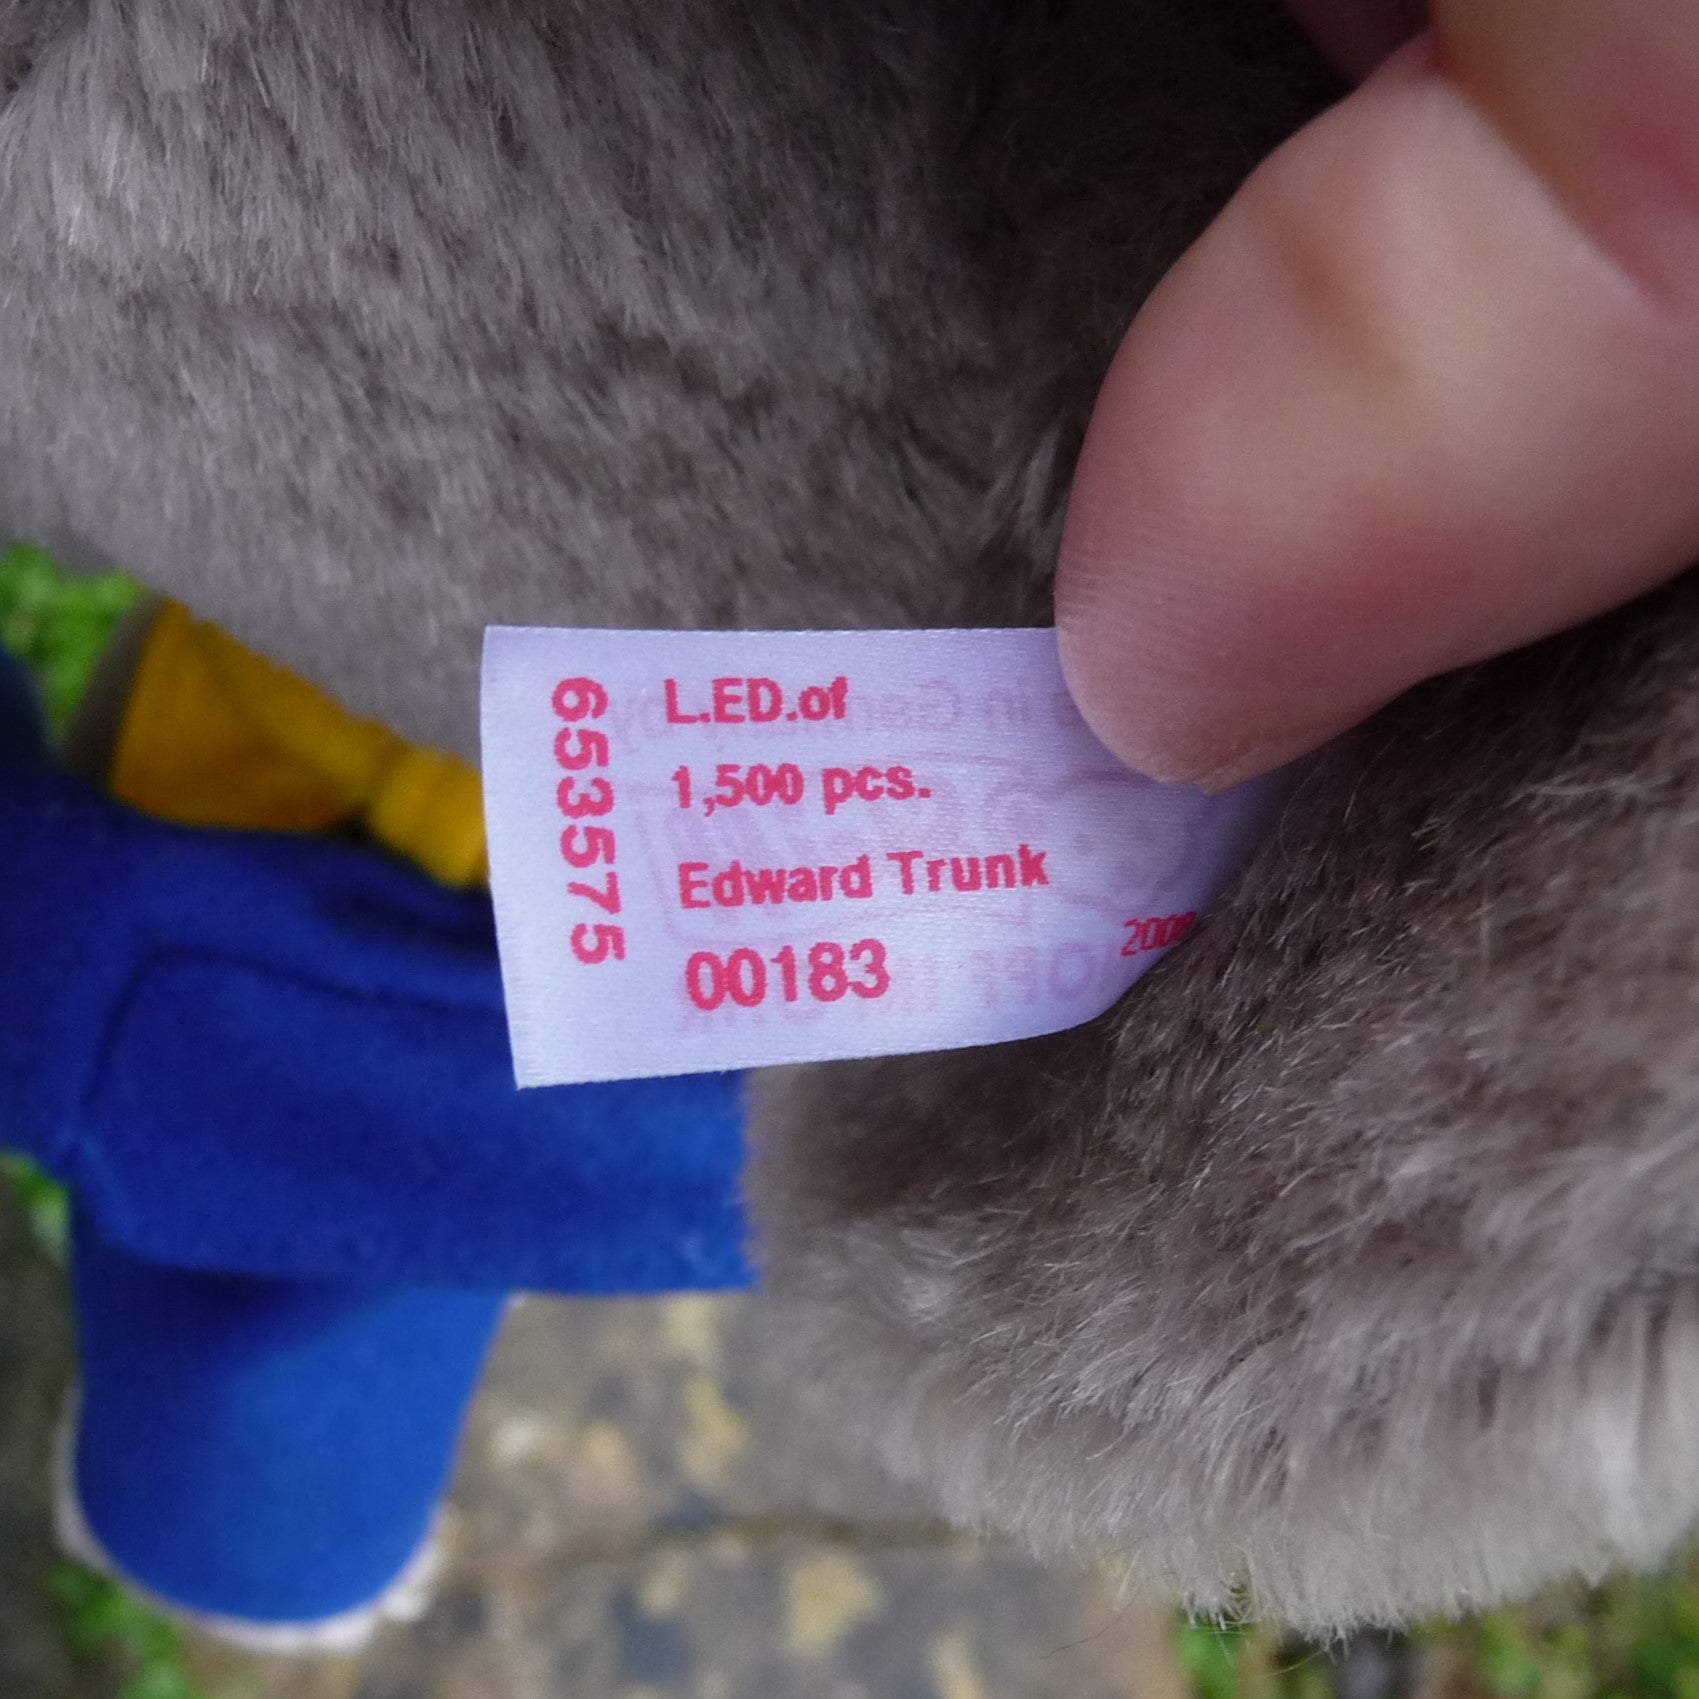 653575
L.ED.of
1,500 pcs.
Edward Trunk
00183